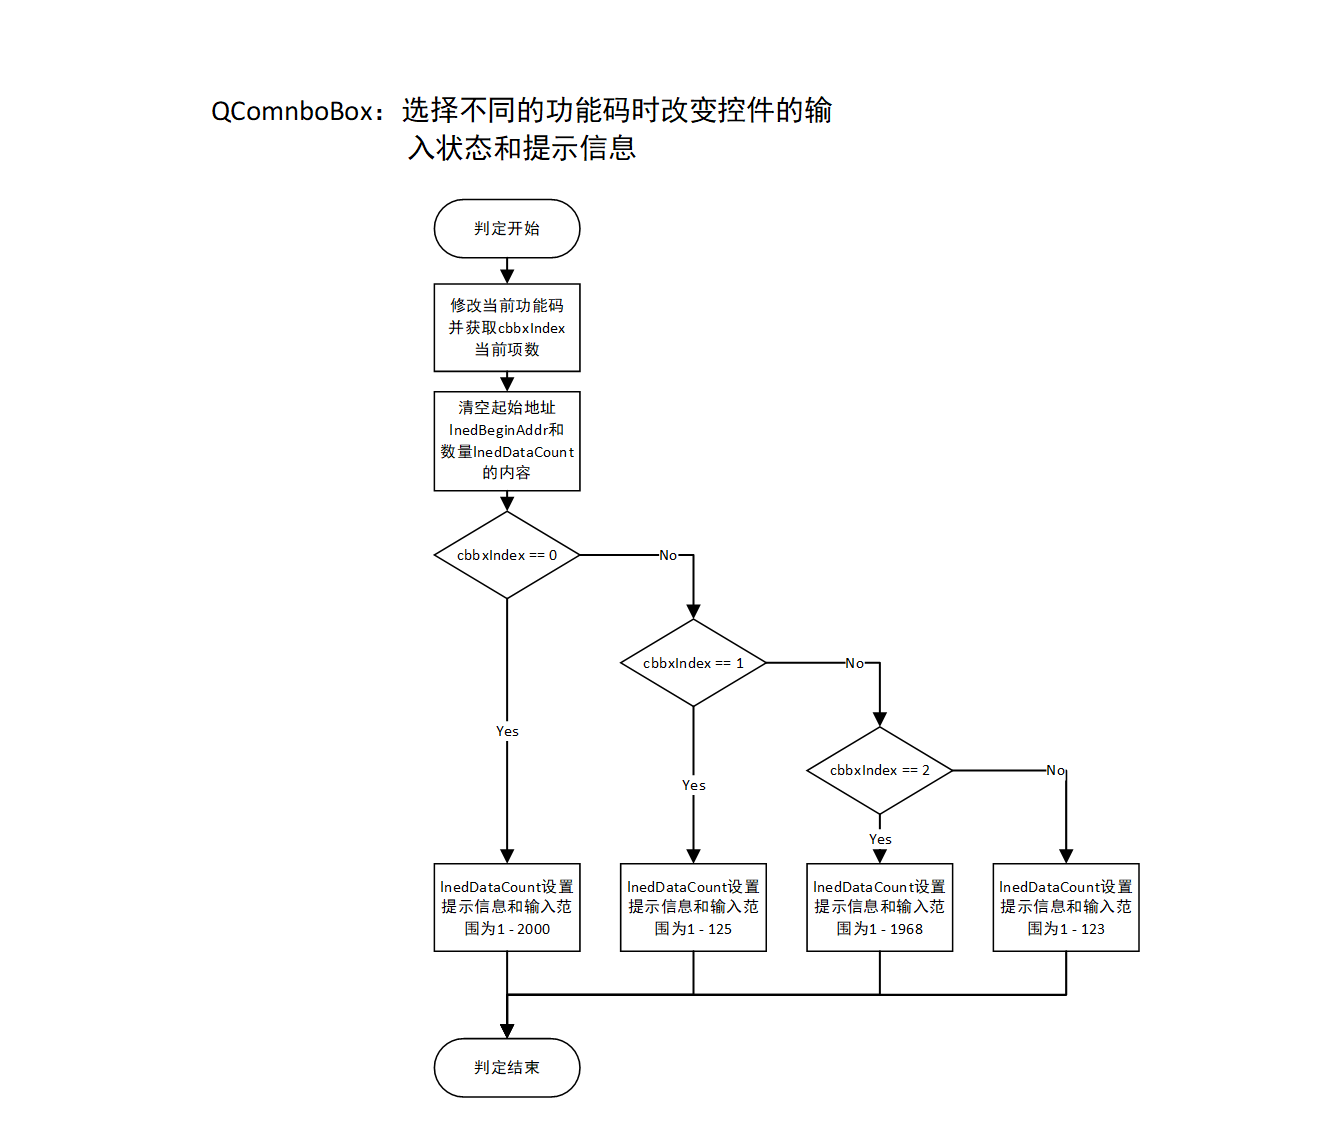 QComnboBox：选择不同的功能码时改变控件的输
入状态和提示信息
判定开始
修改当前功能码
并获取cbbxIndex
当前项数
清空起始地址
lnedBeginAddr和
数量lnedDataCount
的内容
cbbxIndex == 0
No
cbbxIndex == 1
No
Yes
cbbxIndex == 2
No
Yes
Yes
lnedDataCount设置
提示信息和输入范
围为1 - 2000
lnedDataCount设置
提示信息和输入范
围为1 - 125
lnedDataCount设置
提示信息和输入范
围为1 - 1968
lnedDataCount设置
提示信息和输入范
围为1 - 123
判定结束